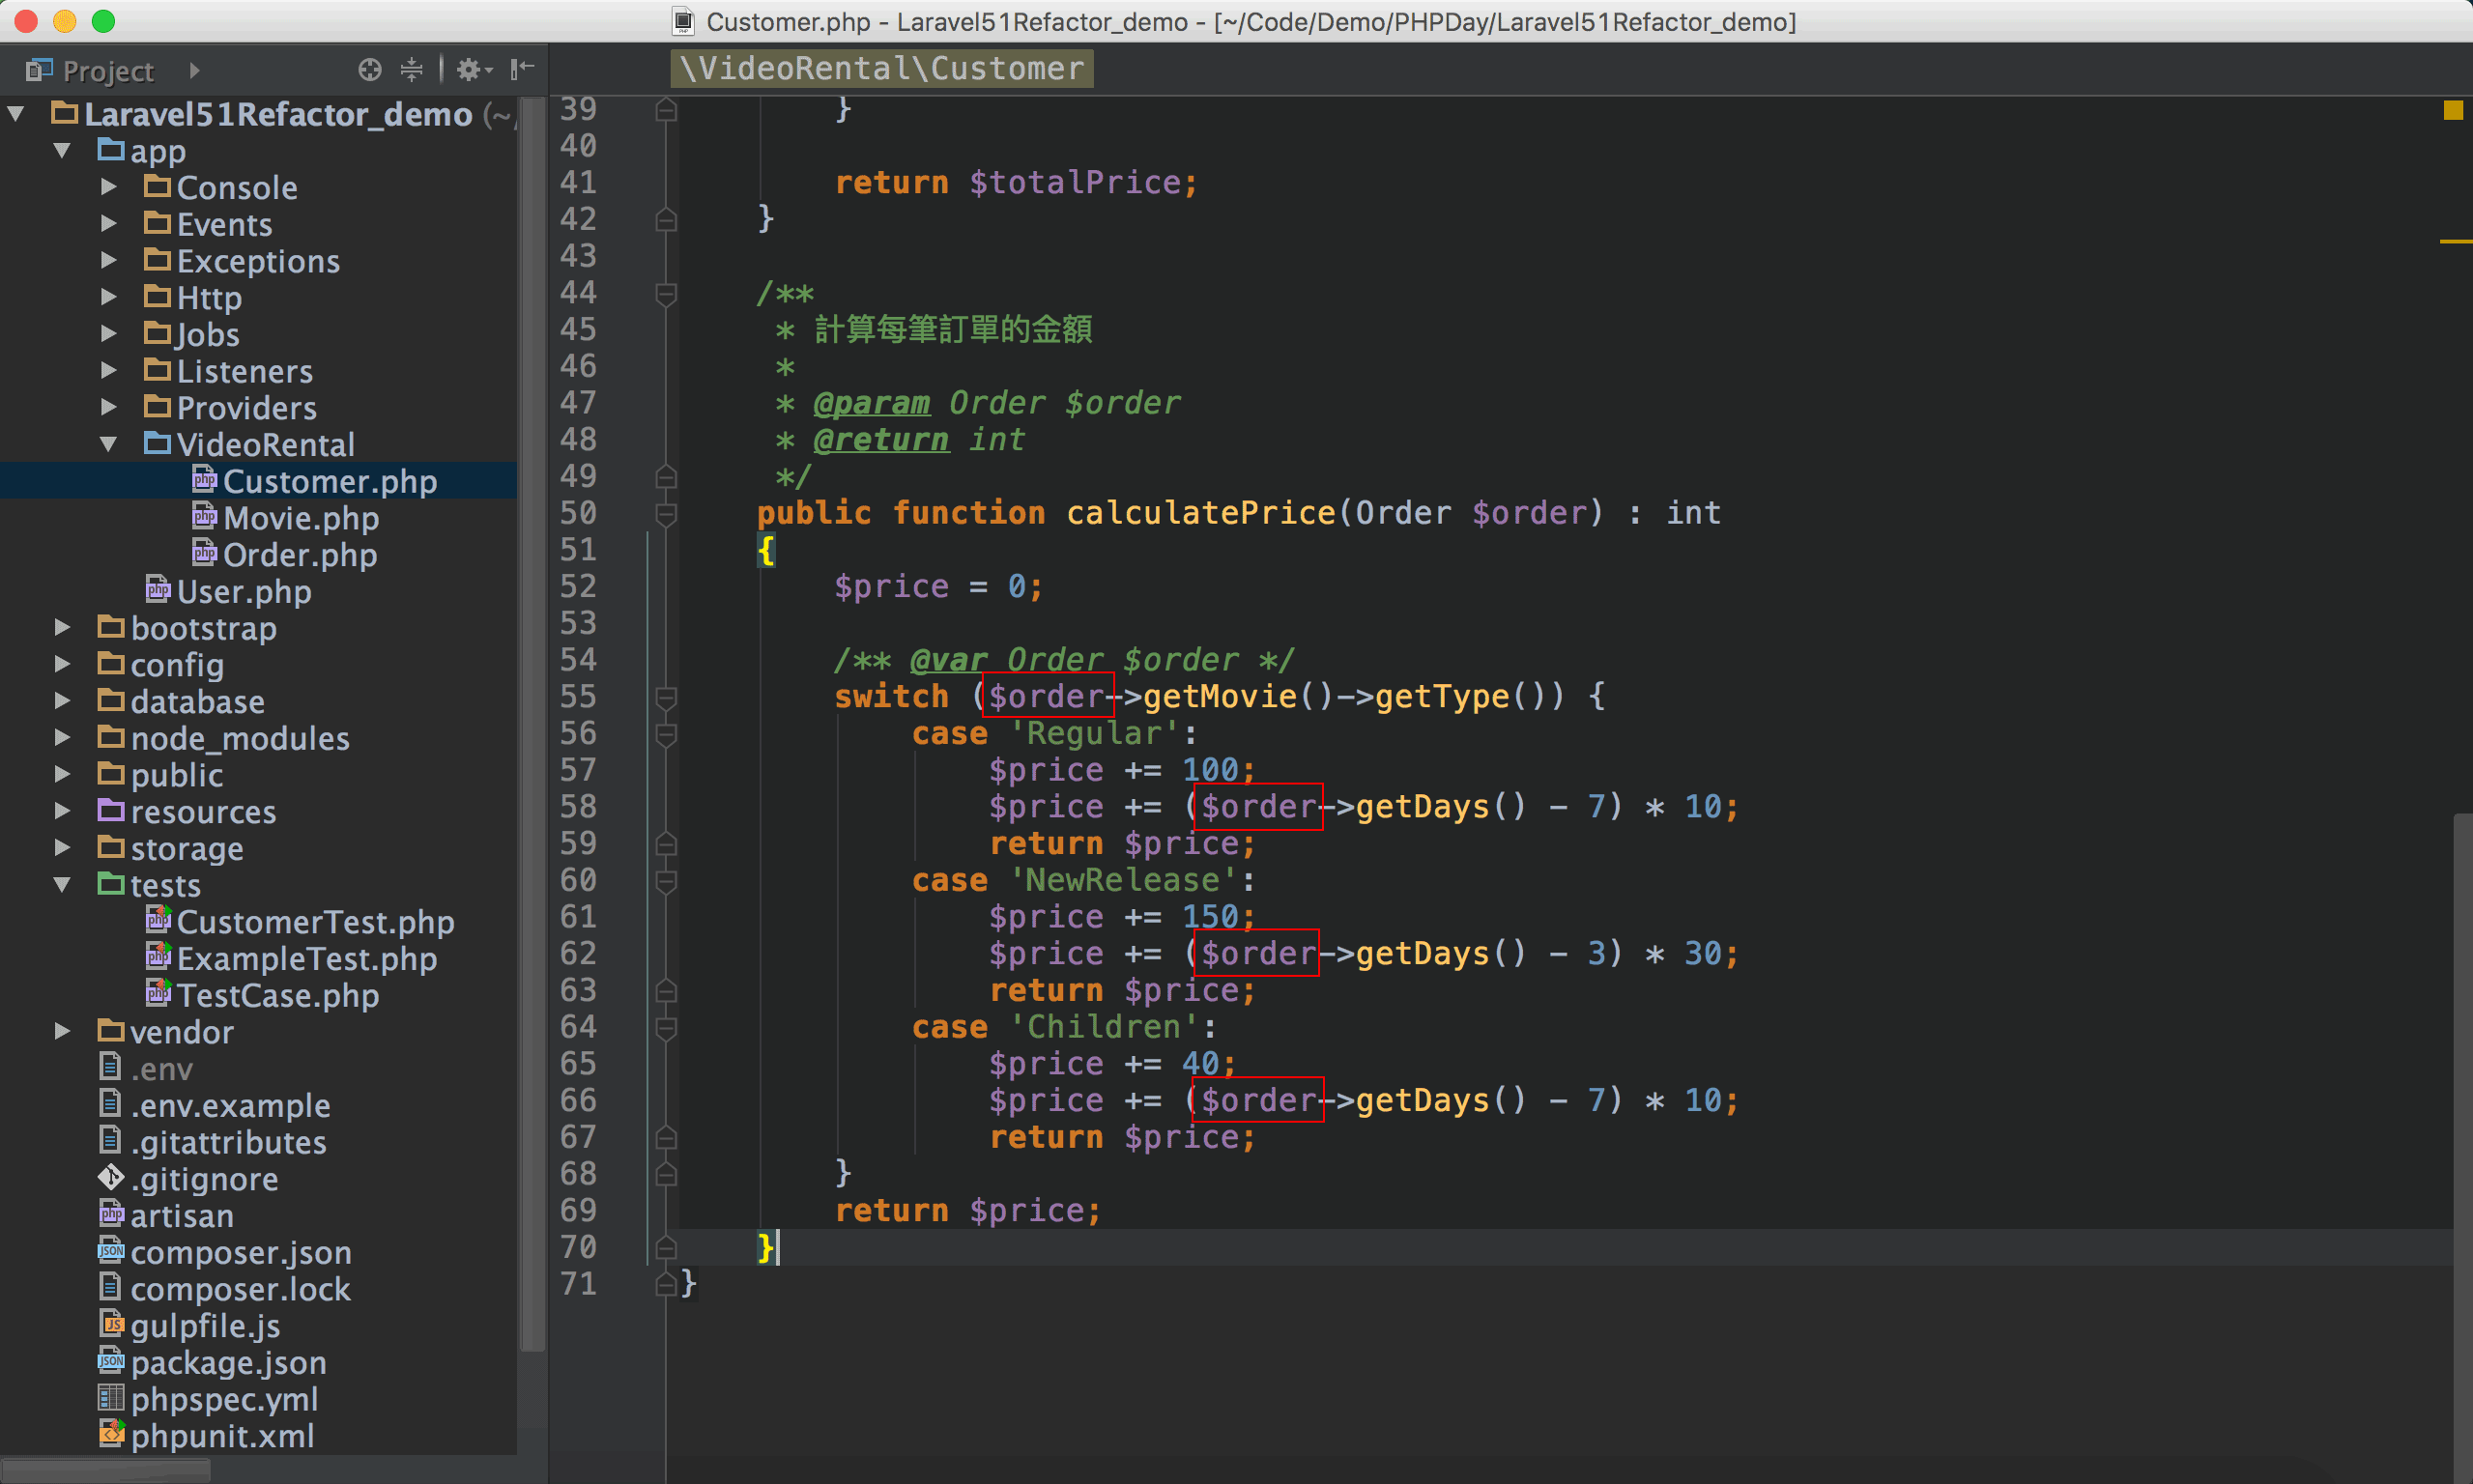 Customer.php - Laravel51Refactor_demo - [~/Code/Demo/PHPDay/Laravel51Refactor_demo]
Project
Laravel51Refactor_demo (~/
app
Console
Events
Exceptions
Http
Jobs
Listeners
Providers
VideoRental
Customer.php
Movie.php
Order.php
User.php
bootstrap
config
database
node_modules
public
resources
storage
tests
CustomerTest.php
ExampleTest.php
TestCase.php
vendor
.env
.env.example
.gitattributes
.gitignore
artisan
composer.json
composer.lock
gulpfile.js
package.json
phpspec.yml
phpunit.xml
\VideoRental\Customer
39         }
40
41         return $totalPrice;
42     }
43
44     /**
45      * 計算每筆訂單的金額
46      *
47      * @param Order $order
48      * @return int
49      */
50     public function calculatePrice(Order $order) : int
51     {
52         $price = 0;
53
54         /** @var Order $order */
55         switch ($order->getMovie()->getType()) {
56             case 'Regular':
57                 $price += 100;
58                 $price += ($order->getDays() - 7) * 10;
59                 return $price;
60             case 'NewRelease':
61                 $price += 150;
62                 $price += ($order->getDays() - 3) * 30;
63                 return $price;
64             case 'Children':
65                 $price += 40;
66                 $price += ($order->getDays() - 7) * 10;
67                 return $price;
68         }
69         return $price;
70     }
71 }